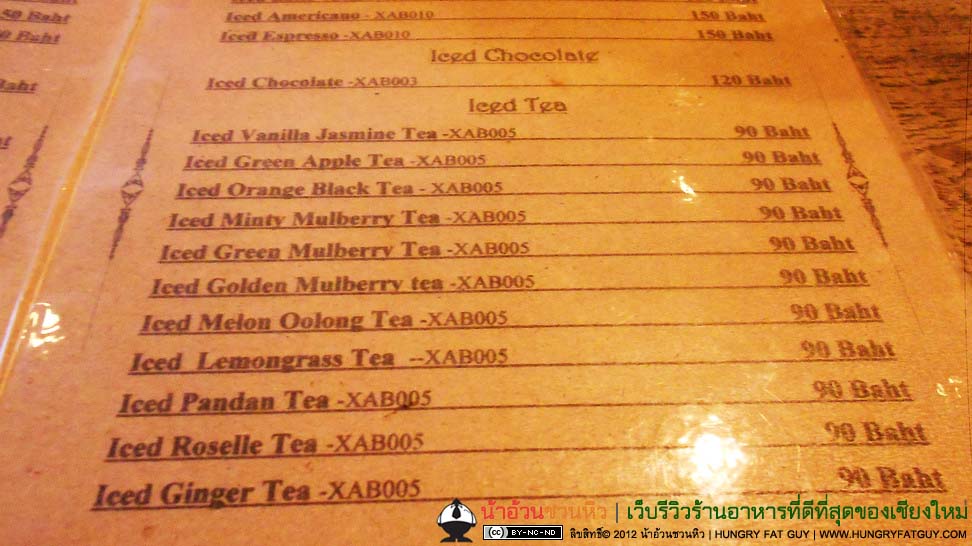 50 Baht
Baht
Baht
Iced Americano - XAB010 150 Baht
Iced Espresso -XAB010 150 Baht
Iced Chocolate
Iced Chocolate -XAB003 120 Baht
Iced Tea
Iced Vanilla Jasmine Tea -XAB005 90 Baht
Iced Green Apple Tea -XAB005 90 Baht
Iced Orange Black Tea - XAB005 90 Baht
Iced Minty Mulberry Tea -XAB005 90 Baht
Iced Green Mulberry Tea -XAB005 90 Baht
Iced Golden Mulberry tea -XAB005 90 Baht
Iced Melon Oolong Tea -XAB005 90 Baht
Iced Lemongrass Tea --XAB005 90 Baht
Iced Pandan Tea -XAB005 90 Baht
Iced Roselle Tea -XAB005 90 Baht
Iced Ginger Tea -XAB005 90 Baht
น้าอ้วนชวนหิว | เว็บรีวิวร้านอาหารที่ดีที่สุดของเชียงใหม่
cc BY-NC-ND ลิขสิทธิ์© 2012 น้าอ้วนชวนหิว | HUNGRY FAT GUY | WWW.HUNGRYFATGUY.COM